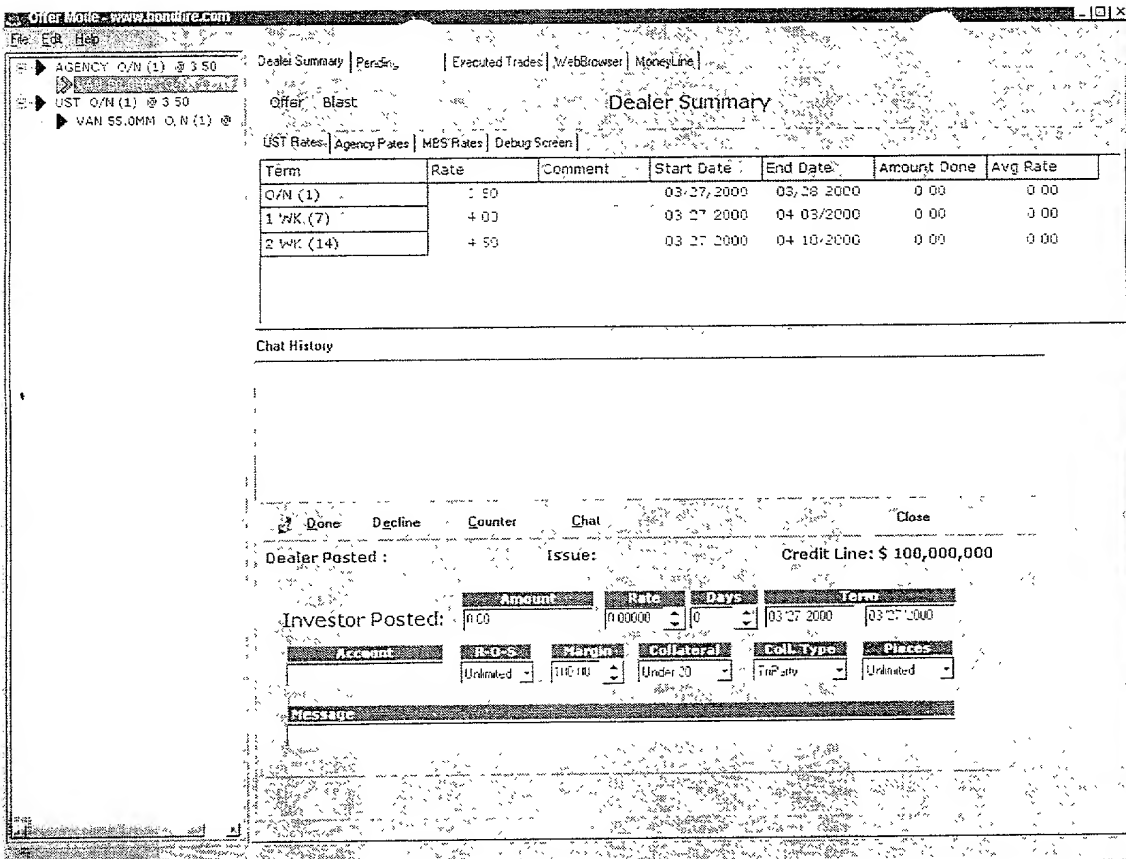 Offer Mode - www.bondfire.com
File Edit Help
AGENCY O/N (1) @ 3 50
UST O/N (1) @ 3 50
VAN 55.0MM O/N (1) @
Dealer Summary Executed Trades WebBrowser MoneyLine
Offer Blast Dealer Summary
UST Rates Agency Rates MBS Rates Debug Screen
Term Rate Comment Start Date End Date Amount Done Avg Rate
O/N (1) 03/27/2000 03/28 2000 0 00 0 00
1 WK (7) 4 00 03 27 2000 04 03/2000 0 00 0 00
2 WK (14) 4 50 03 27 2000 04 10/2000 0 00 0 00
Chat History
Done Decline Counter Chat Close
Dealer Posted : Issue: Credit Line: $ 100,000,000
Amount Rate Days Term
Investor Posted: 0 00 0 00000 0 03/27 2000 03/27/2000
Account R-O-S Margin Collateral Coll. Type Pieces
Unlimited Under 30 TriParty Unlimited
Message